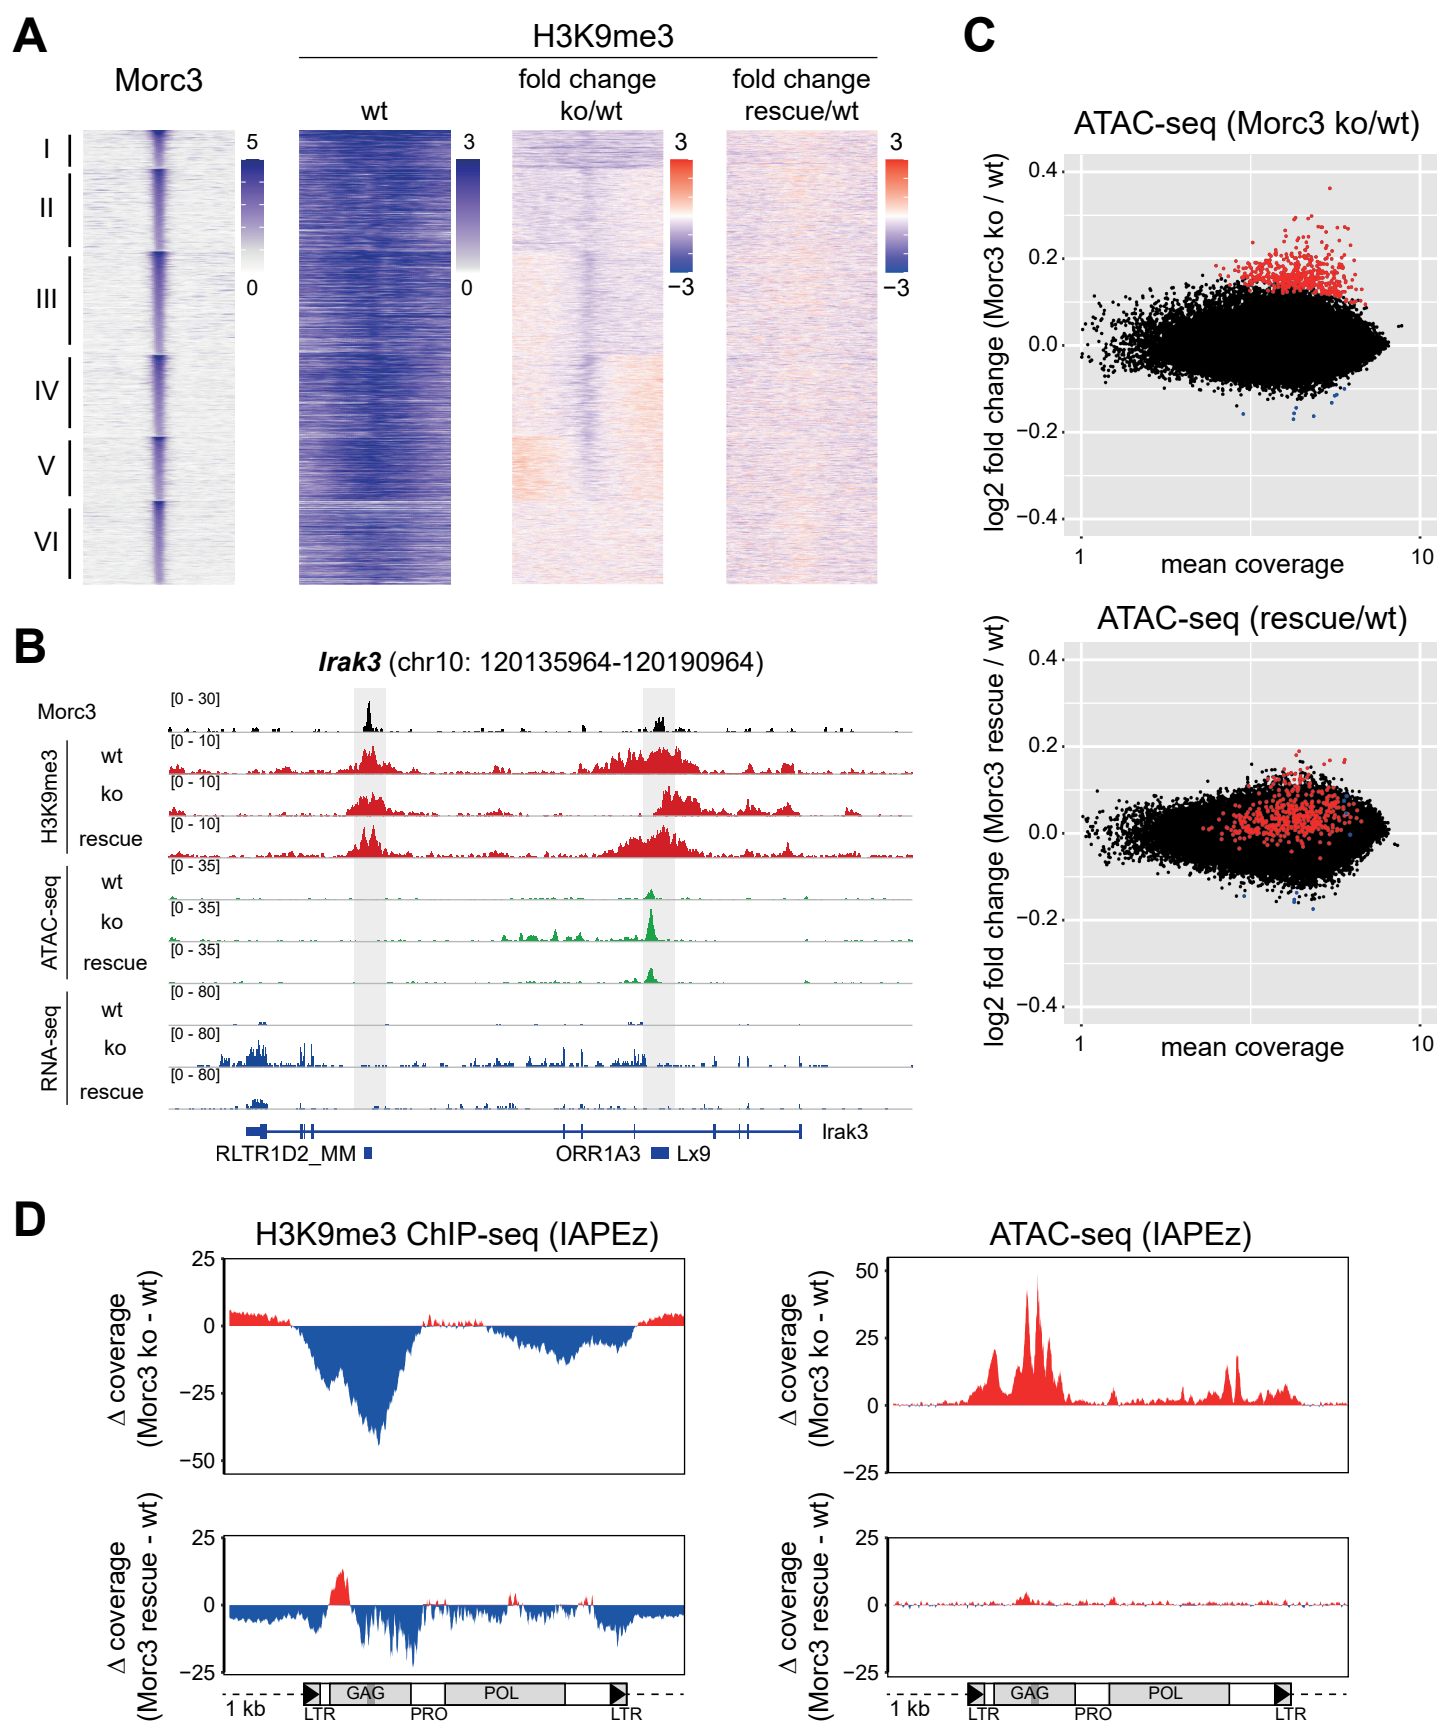 A
H3K9me3
Morc3
wt
fold change
ko/wt
fold change
rescue/wt
5
0
3
0
3
−3
3
−3
I
II
III
IV
V
VI
B
Irak3 (chr10: 120135964-120190964)
Morc3
[0 - 30]
H3K9me3
wt
[0 - 10]
ko
[0 - 10]
rescue
[0 - 10]
ATAC-seq
wt
[0 - 35]
ko
[0 - 35]
rescue
[0 - 35]
RNA-seq
wt
[0 - 80]
ko
[0 - 80]
rescue
[0 - 80]
Irak3
RLTR1D2_MM
ORR1A3
Lx9
C
ATAC-seq (Morc3 ko/wt)
log2 fold change (Morc3 ko / wt)
0.4
0.2
0.0
−0.2
−0.4
1
10
mean coverage
ATAC-seq (rescue/wt)
log2 fold change (Morc3 rescue / wt)
0.4
0.2
0.0
−0.2
−0.4
1
10
mean coverage
D
H3K9me3 ChIP-seq (IAPEz)
Δ coverage
(Morc3 ko - wt)
25
0
−25
−50
Δ coverage
(Morc3 rescue - wt)
25
0
−25
1 kb
LTR
GAG
PRO
POL
LTR
ATAC-seq (IAPEz)
Δ coverage
(Morc3 ko - wt)
50
25
0
−25
Δ coverage
(Morc3 rescue - wt)
25
0
−25
1 kb
LTR
GAG
PRO
POL
LTR